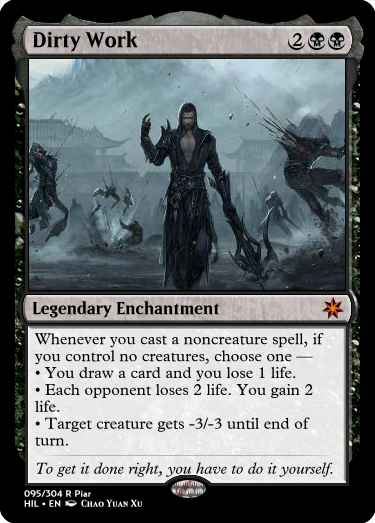 Dirty Work 2
Legendary Enchantment
Whenever you cast a noncreature spell, if
you control no creatures, choose one —
• You draw a card and you lose 1 life.
• Each opponent loses 2 life. You gain 2
life.
• Target creature gets -3/-3 until end of
turn.
To get it done right, you have to do it yourself.
095/304 R Piar
HIL • EN Chao Yuan Xu